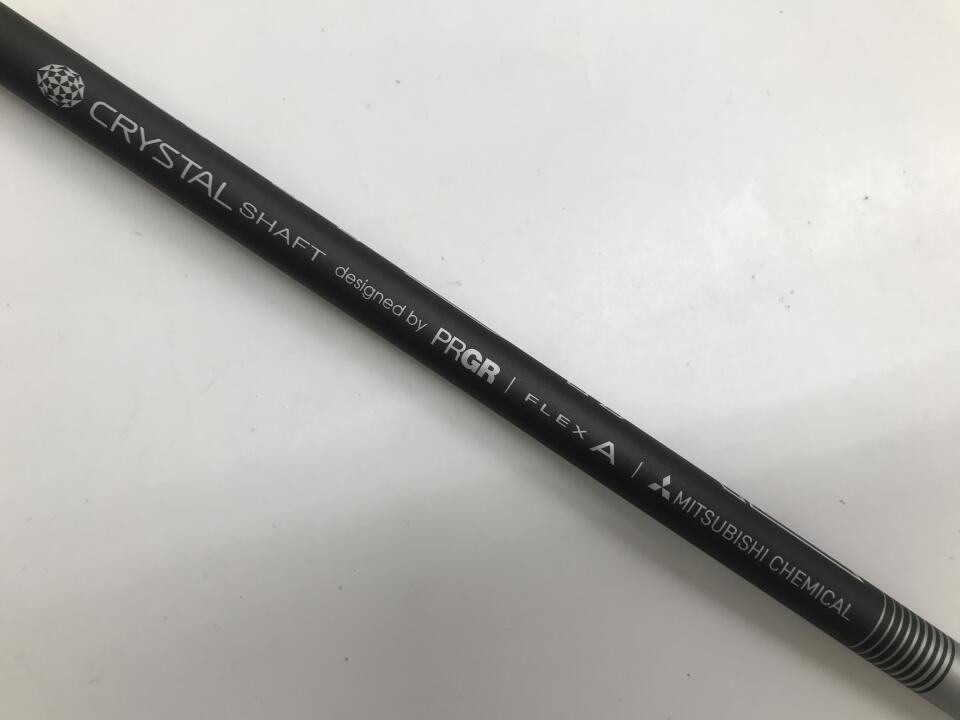 CRYSTAL SHAFT designed by PRGR | FLEX A | MITSUBISHI CHEMICAL